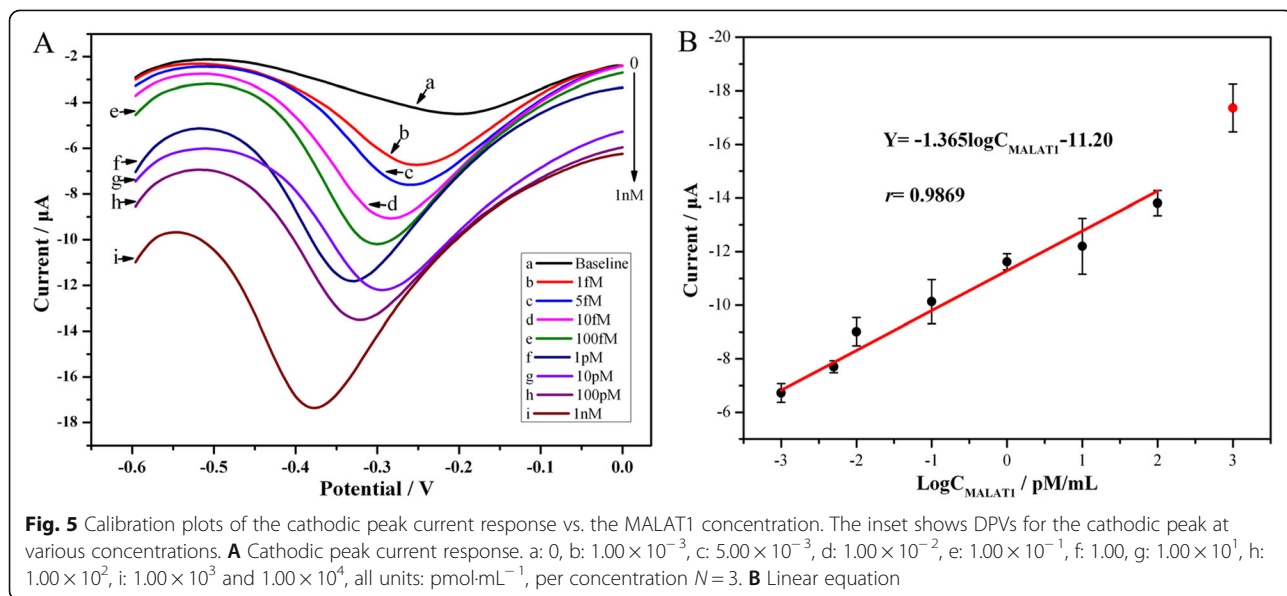 A
-2
-4
-6
-8
-10
-12
-14
-16
-18
Current / μA
-0.6
-0.5
-0.4
-0.3
-0.2
-0.1
0.0
Potential / V
a
b
c
d
e
f
g
h
i
0
1nM
a Baseline
b 1fM
c 5fM
d 10fM
e 100fM
f 1pM
g 10pM
h 100pM
i 1nM
B
-20
-18
-16
-14
-12
-10
-8
-6
Current / μA
Y= -1.365logC_MALAT1-11.20
r= 0.9869
-3
-2
-1
0
1
2
3
LogC_MALAT1 / pM/mL
Fig. 5 Calibration plots of the cathodic peak current response vs. the MALAT1 concentration. The inset shows DPVs for the cathodic peak at
various concentrations. A Cathodic peak current response. a: 0, b: 1.00 × 10⁻³, c: 5.00 × 10⁻³, d: 1.00 × 10⁻², e: 1.00 × 10⁻¹, f: 1.00, g: 1.00 × 10¹, h:
1.00 × 10², i: 1.00 × 10³ and 1.00 × 10⁴, all units: pmol·mL⁻¹, per concentration N = 3. B Linear equation